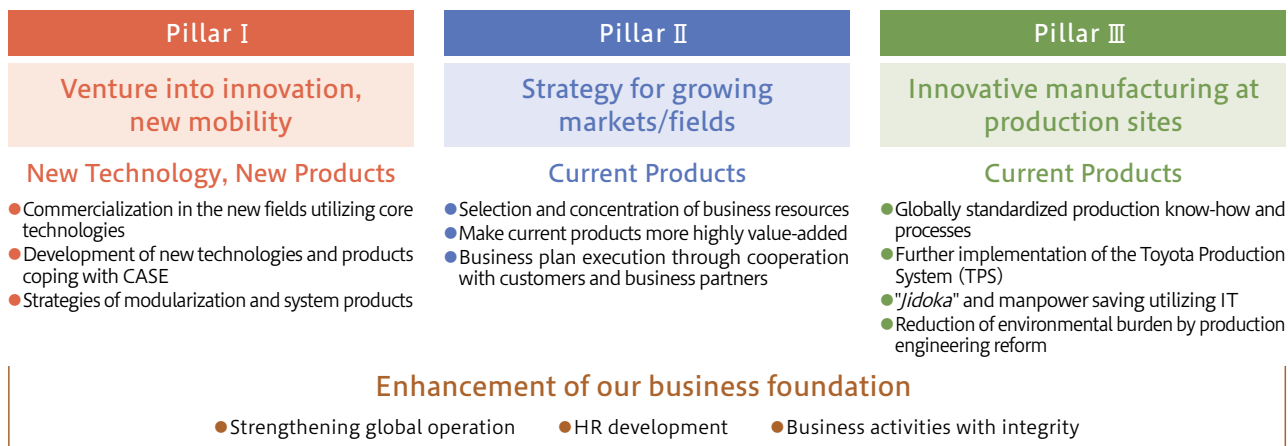 Pillar Ⅰ
Venture into innovation,
new mobility
New Technology, New Products
●Commercialization in the new fields utilizing core
technologies
●Development of new technologies and products
coping with CASE
●Strategies of modularization and system products
Pillar Ⅱ
Strategy for growing
markets/fields
Current Products
●Selection and concentration of business resources
●Make current products more highly value-added
●Business plan execution through cooperation
with customers and business partners
Pillar Ⅲ
Innovative manufacturing at
production sites
Current Products
●Globally standardized production know-how and
processes
●Further implementation of the Toyota Production
System (TPS)
●"Jidoka" and manpower saving utilizing IT
●Reduction of environmental burden by production
engineering reform
Enhancement of our business foundation
●Strengthening global operation ●HR development ●Business activities with integrity